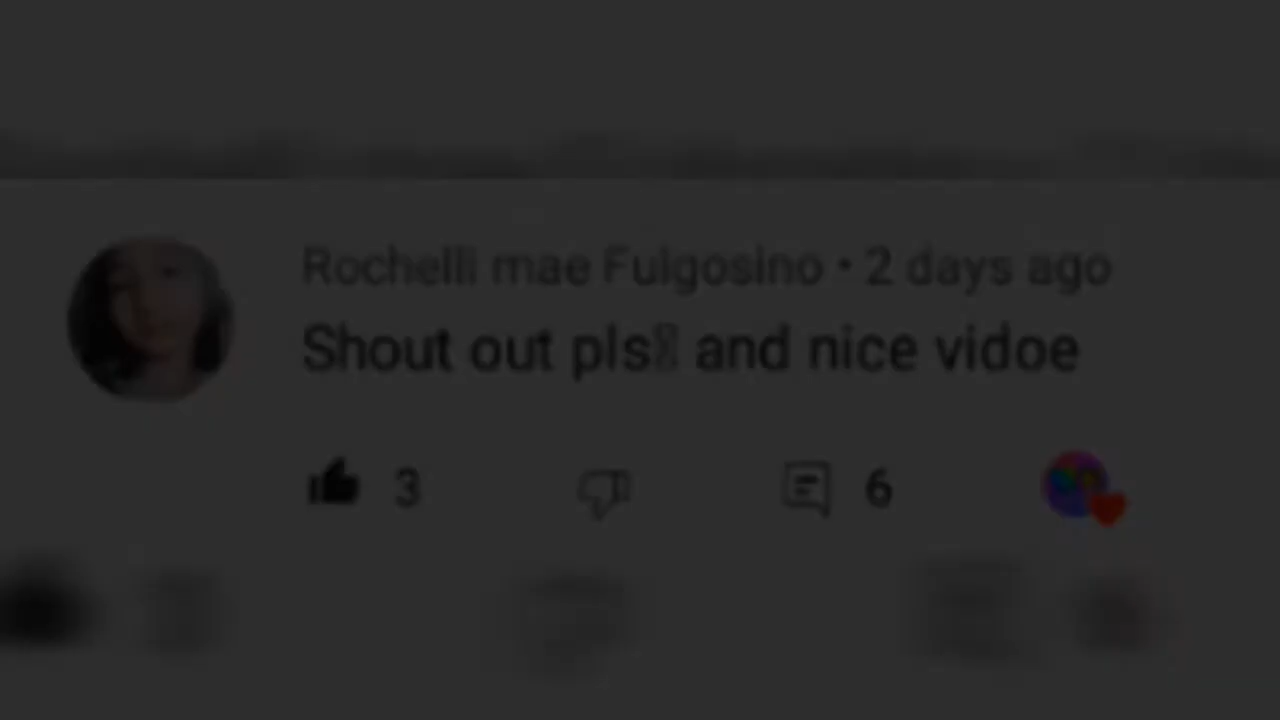 Rochelli mae Fulgosino • 2 days ago
Shout out pls▯ and nice vidoe
3 6